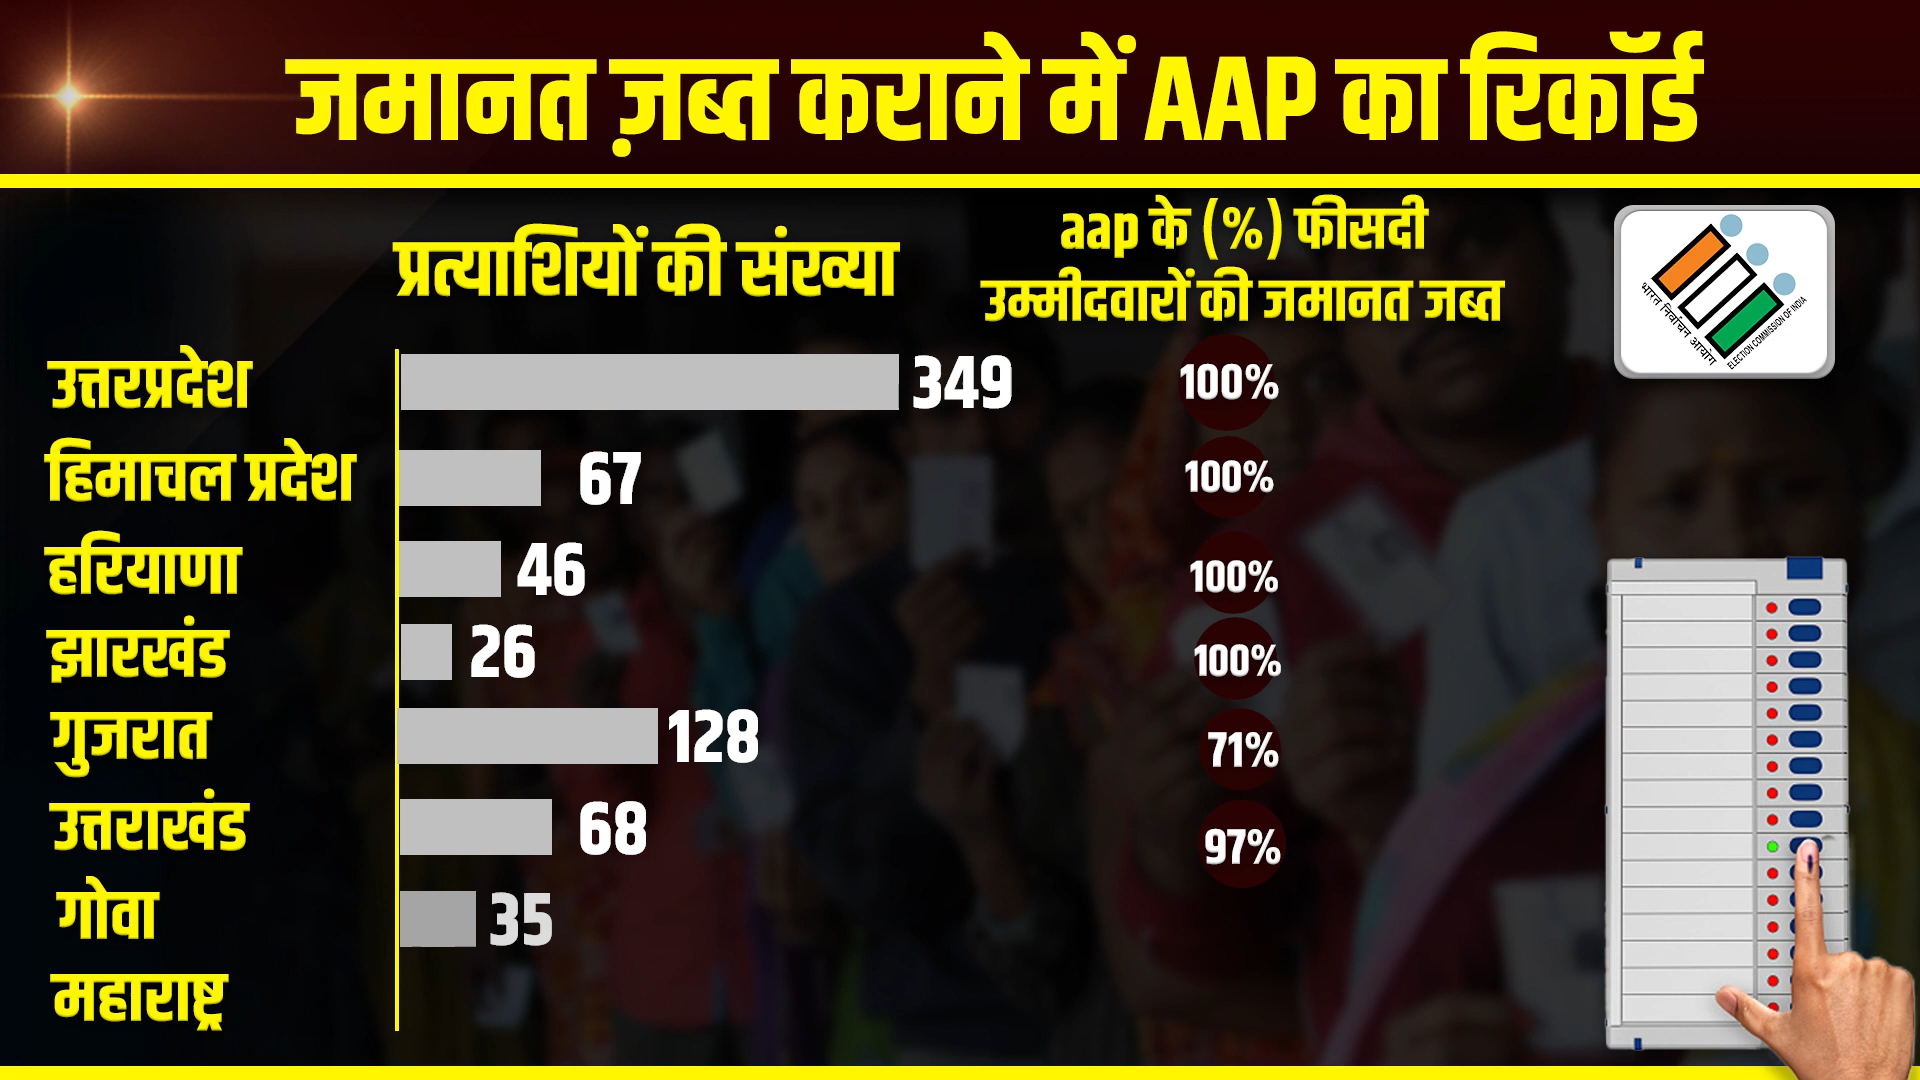 जमानत ज़ब्त कराने में AAP का रिकॉर्ड
प्रत्याशियों की संख्या
aap के (%) फीसदी
उम्मीदवारों की जमानत जब्त
भारत निर्वाचन आयोग
ELECTION COMMISSION OF INDIA
उत्तरप्रदेश 349 100%
हिमाचल प्रदेश 67 100%
हरियाणा 46 100%
झारखंड 26 100%
गुजरात 128 71%
उत्तराखंड 68 97%
गोवा 35
महाराष्ट्र